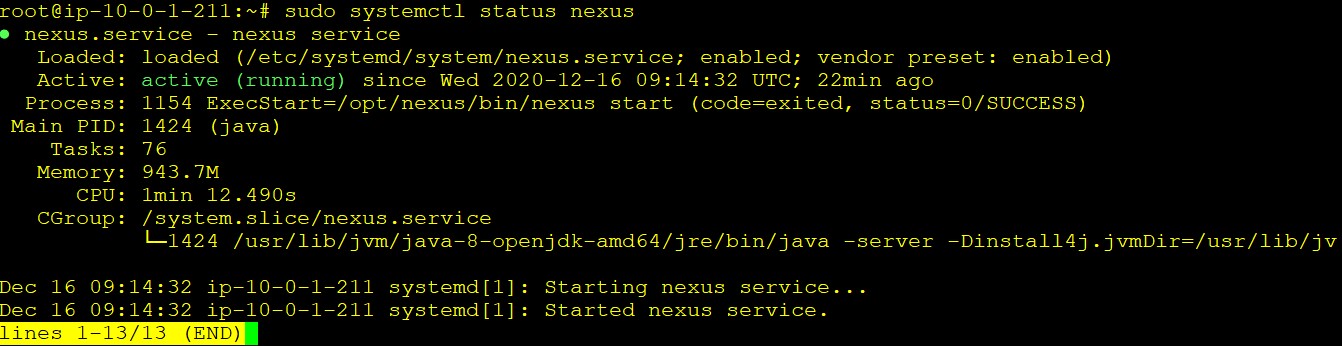 root@ip-10-0-1-211:~# sudo systemctl status nexus
● nexus.service - nexus service
   Loaded: loaded (/etc/systemd/system/nexus.service; enabled; vendor preset: enabled)
   Active: active (running) since Wed 2020-12-16 09:14:32 UTC; 22min ago
  Process: 1154 ExecStart=/opt/nexus/bin/nexus start (code=exited, status=0/SUCCESS)
 Main PID: 1424 (java)
    Tasks: 76
   Memory: 943.7M
      CPU: 1min 12.490s
   CGroup: /system.slice/nexus.service
           └─1424 /usr/lib/jvm/java-8-openjdk-amd64/jre/bin/java -server -Dinstall4j.jvmDir=/usr/lib/jv

Dec 16 09:14:32 ip-10-0-1-211 systemd[1]: Starting nexus service...
Dec 16 09:14:32 ip-10-0-1-211 systemd[1]: Started nexus service.
lines 1-13/13 (END)